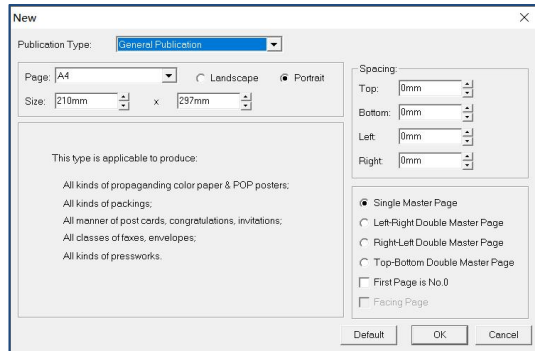 New
Publication Type: General Publication
Page: A4 Landscape Portrait
Size: 210mm x 297mm
Spacing:
Top: 0mm
Bottom: 0mm
Left: 0mm
Right: 0mm
This type is applicable to produce:
All kinds of propaganding color paper & POP posters;
All kinds of packings;
All manner of post cards, congratulations, invitations;
All classes of faxes, envelopes;
All kinds of pressworks.
Single Master Page
Left-Right Double Master Page
Right-Left Double Master Page
Top-Bottom Double Master Page
First Page is No.0
Facing Page
Default OK Cancel